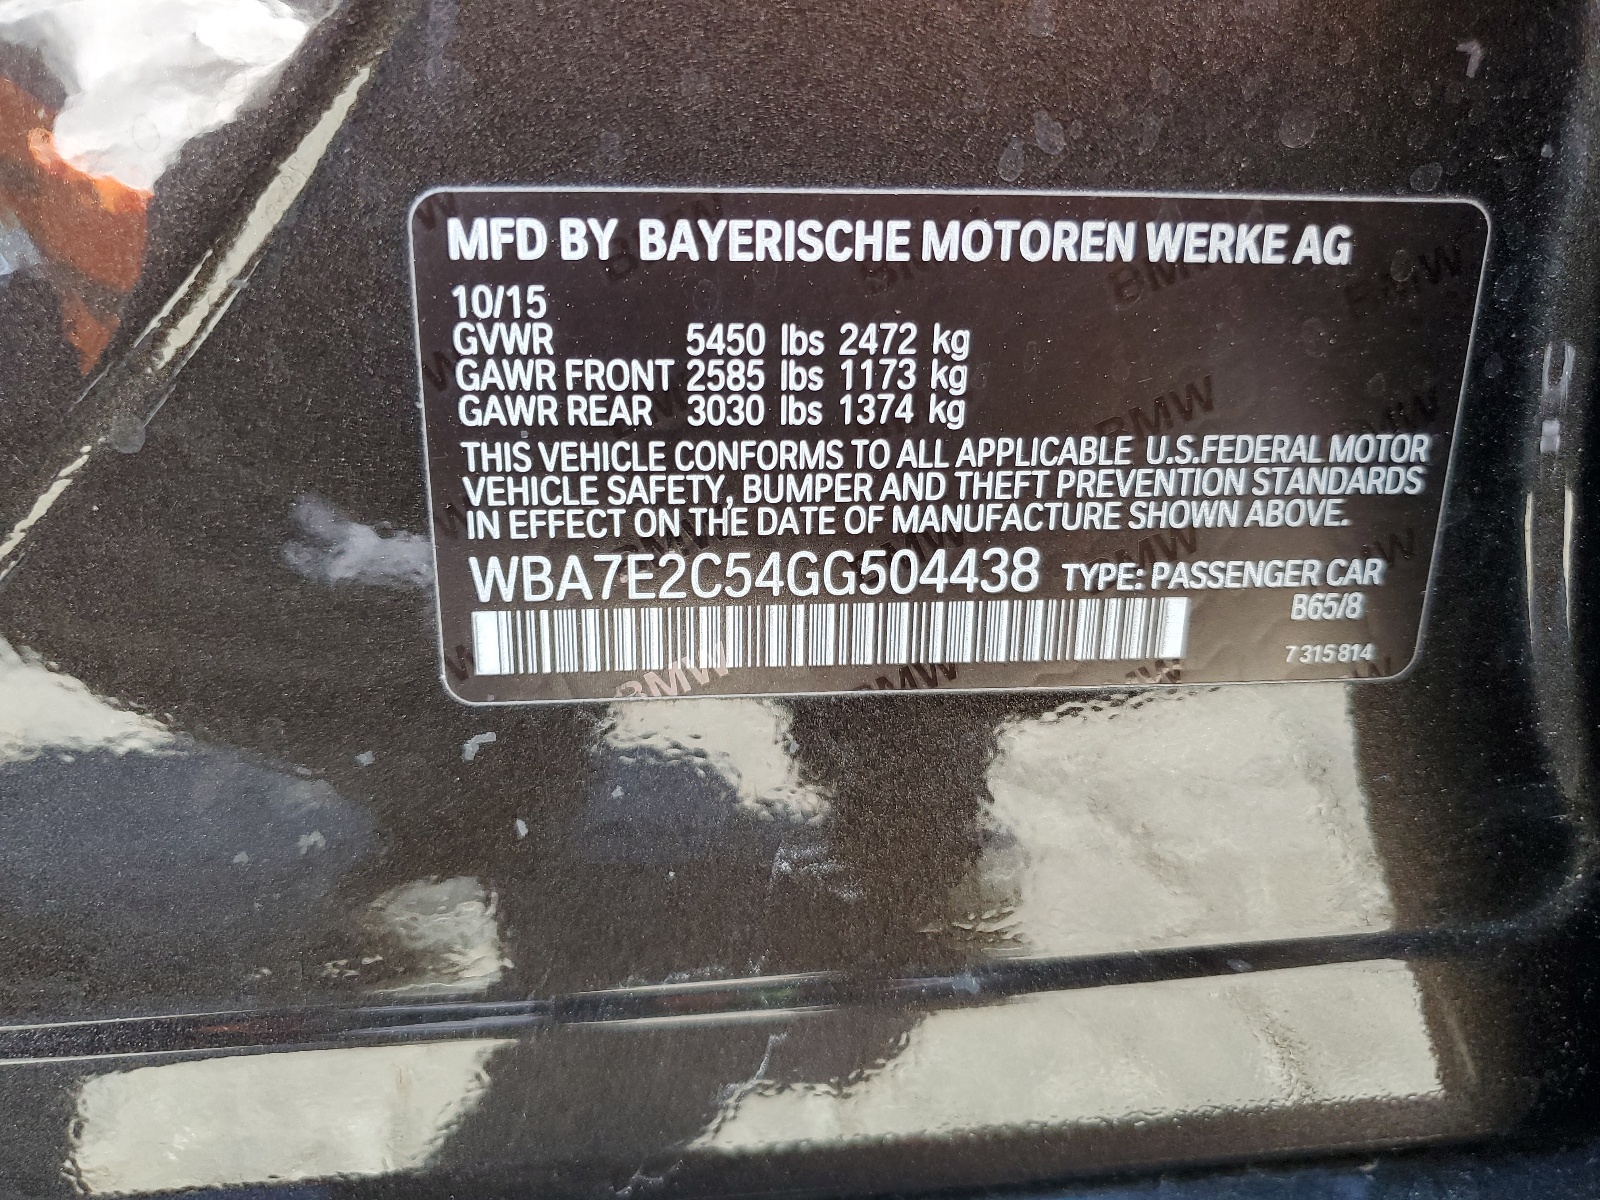 MFD BY BAYERISCHE MOTOREN WERKE AG
10/15
GVWR 5450 lbs 2472 kg
GAWR FRONT 2585 lbs 1173 kg
GAWR REAR 3030 lbs 1374 kg
THIS VEHICLE CONFORMS TO ALL APPLICABLE U.S.FEDERAL MOTOR
VEHICLE SAFETY, BUMPER AND THEFT PREVENTION STANDARDS
IN EFFECT ON THE DATE OF MANUFACTURE SHOWN ABOVE.
WBA7E2C54GG504438 TYPE: PASSENGER CAR
B65/8
7 315 814